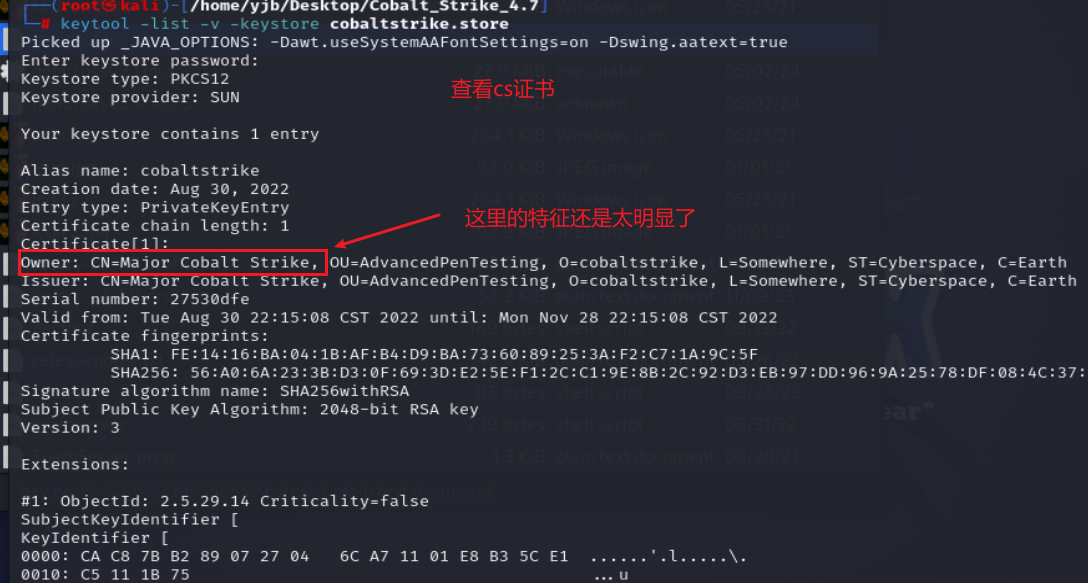 (root㉿kali)-[/home/yjb/Desktop/Cobalt_Strike_4.7]
# keytool -list -v -keystore cobaltstrike.store
Picked up _JAVA_OPTIONS: -Dawt.useSystemAAFontSettings=on -Dswing.aatext=true
Enter keystore password:
Keystore type: PKCS12
Keystore provider: SUN
查看cs证书
Your keystore contains 1 entry
Alias name: cobaltstrike
Creation date: Aug 30, 2022
Entry type: PrivateKeyEntry
这里的特征还是太明显了
Certificate chain length: 1
Certificate[1]:
Owner: CN=Major Cobalt Strike, OU=AdvancedPenTesting, O=cobaltstrike, L=Somewhere, ST=Cyberspace, C=Earth
Issuer: CN=Major Cobalt Strike, OU=AdvancedPenTesting, O=cobaltstrike, L=Somewhere, ST=Cyberspace, C=Earth
Serial number: 27530dfe
Valid from: Tue Aug 30 22:15:08 CST 2022 until: Mon Nov 28 22:15:08 CST 2022
Certificate fingerprints:
SHA1: FE:14:16:BA:04:1B:AF:B4:D9:BA:73:60:89:25:3A:F2:C7:1A:9C:5F
SHA256: 56:A0:6A:23:3B:D3:0F:69:3D:E2:5E:F1:2C:C1:9E:8B:2C:92:D3:EB:97:DD:96:9A:25:78:DF:08:4C:37:
Signature algorithm name: SHA256withRSA
Subject Public Key Algorithm: 2048-bit RSA key
Version: 3
Extensions:
#1: ObjectId: 2.5.29.14 Criticality=false
SubjectKeyIdentifier [
KeyIdentifier [
0000: CA C8 7B B2 89 07 27 04 6C A7 11 01 E8 B3 5C E1 ......'.l.....\.
0010: C5 11 1B 75 ...u